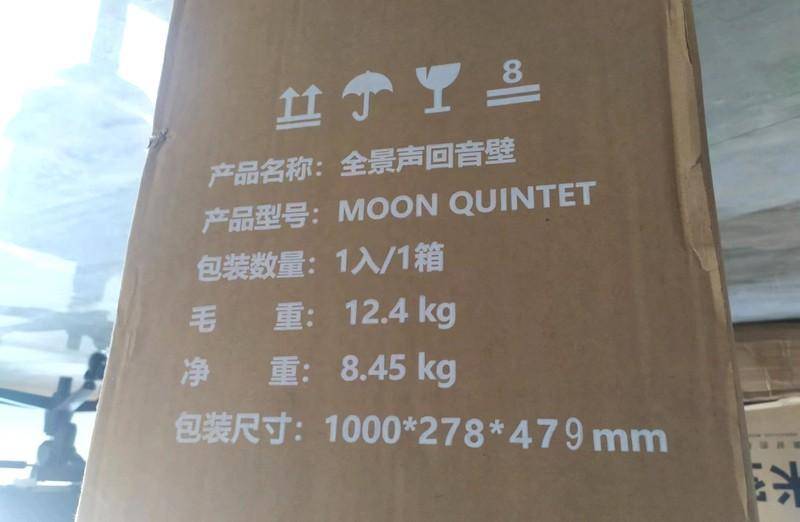 8
产品名称：全景声回音壁
产品型号：MOON QUINTET
包装数量：1入/1箱
毛 重：12.4 kg
净 重：8.45 kg
包装尺寸：1000*278*479mm